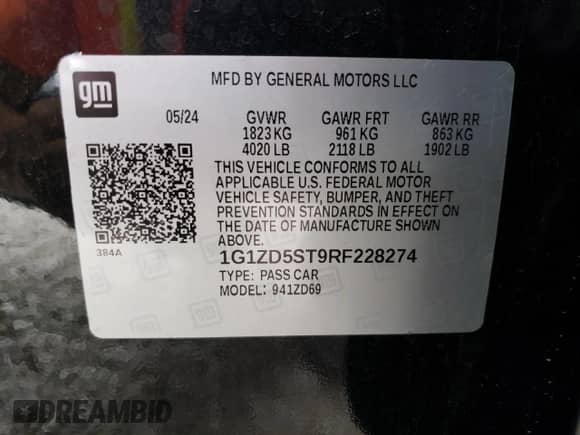 gm
MFD BY GENERAL MOTORS LLC
05/24 GVWR GAWR FRT GAWR RR
1823 KG 961 KG 863 KG
4020 LB 2118 LB 1902 LB
THIS VEHICLE CONFORMS TO ALL
APPLICABLE U.S. FEDERAL MOTOR
VEHICLE SAFETY, BUMPER, AND THEFT
PREVENTION STANDARDS IN EFFECT ON
THE DATE OF MANUFACTURE SHOWN
ABOVE.
384A
1G1ZD5ST9RF228274
TYPE: PASS CAR
MODEL: 941ZD69
DREAMBID